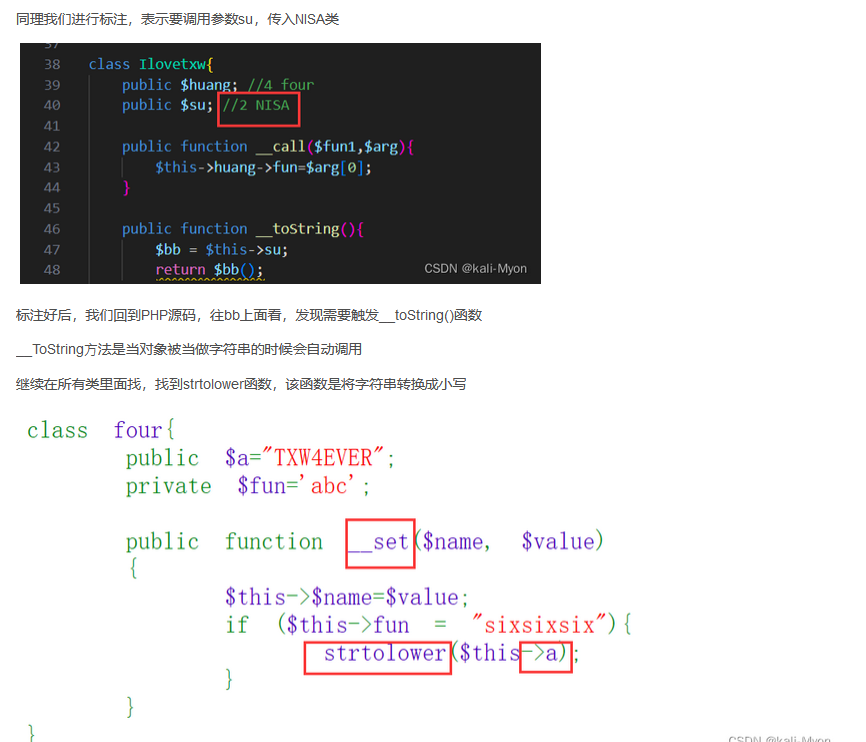 同理我们进行标注，表示要调用参数su，传入NISA类
37
38 class Ilovetxw{
39 public $huang; //4 four
40 public $su; //2 NISA
41
42 public function __call($fun1,$arg){
43 $this->huang->fun=$arg[0];
44 }
45
46 public function __toString(){
47 $bb = $this->su;
48 return $bb();
CSDN @kali-Myon
标注好后，我们回到PHP源码，往bb上面看，发现需要触发__toString()函数
__ToString方法是当对象被当做字符串的时候会自动调用
继续在所有类里面找，找到strtolower函数，该函数是将字符串转换成小写
class four{
public $a="TXW4EVER";
private $fun='abc';
public function __set($name, $value)
{
$this->$name=$value;
if ($this->fun = "sixsixsix"){
strtolower($this->a);
}
}
}
CSDN @kali-Myon